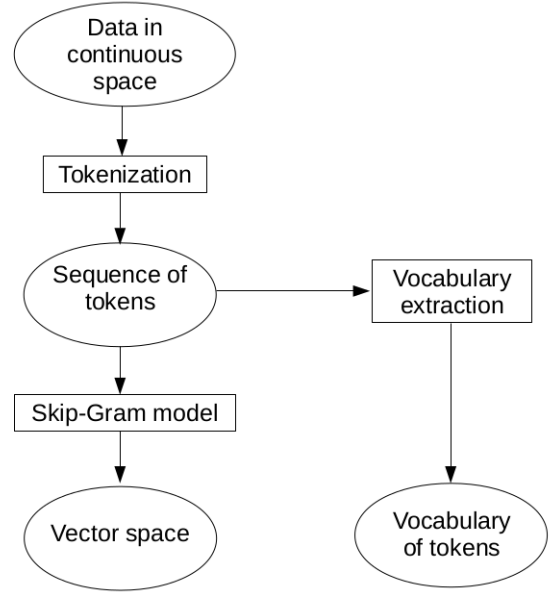 Data in
continuous
space
Tokenization
Sequence of
tokens
Vocabulary
extraction
Skip-Gram model
Vector space
Vocabulary
of tokens